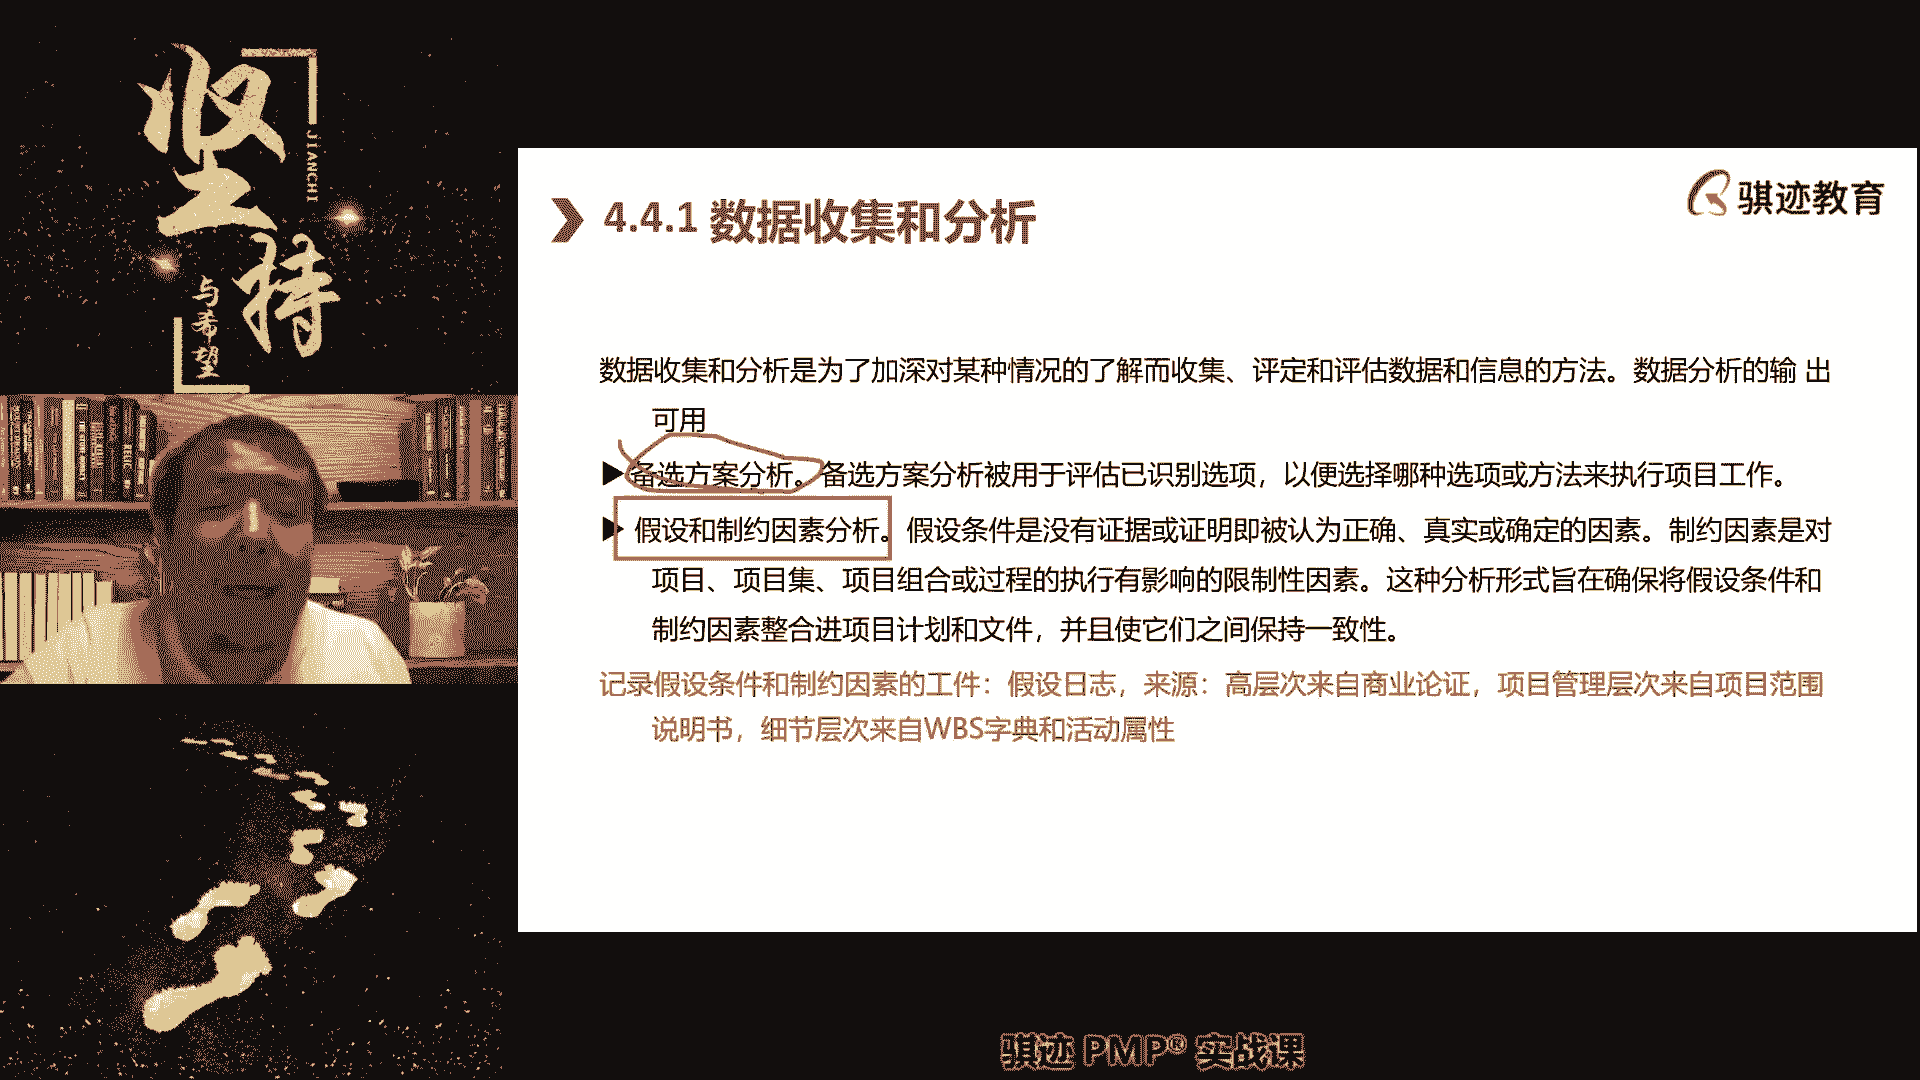 坚持
JIANCHI
与希望
骐迹教育
4.4.1 数据收集和分析
数据收集和分析是为了加深对某种情况的了解而收集、评定和评估数据和信息的方法。数据分析的输 出
可用
备选方案分析。备选方案分析被用于评估已识别选项，以便选择哪种选项或方法来执行项目工作。
假设和制约因素分析。 假设条件是没有证据或证明即被认为正确、真实或确定的因素。制约因素是对
项目、项目集、项目组合或过程的执行有影响的限制性因素。这种分析形式旨在确保将假设条件和
制约因素整合进项目计划和文件，并且使它们之间保持一致性。
记录假设条件和制约因素的工件：假设日志，来源：高层次来自商业论证，项目管理层次来自项目范围
说明书，细节层次来自WBS字典和活动属性
骐迹 PMP® 实战课